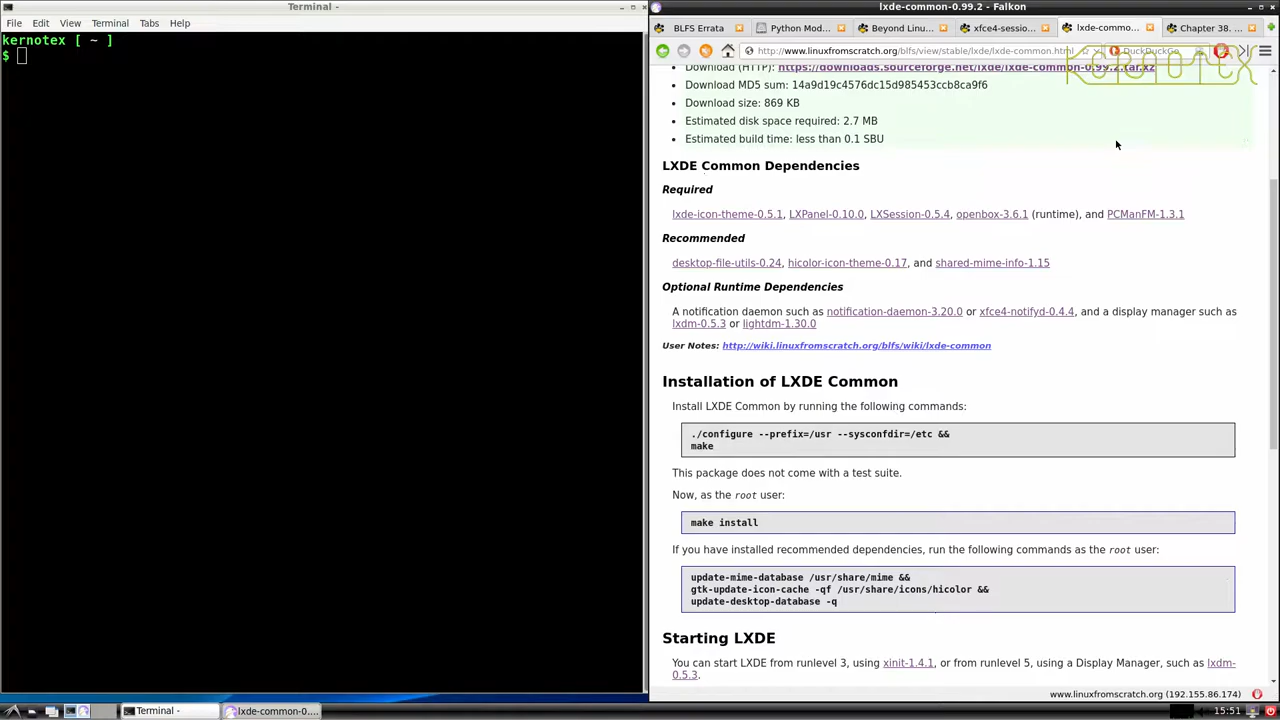 Terminal -
File Edit View Terminal Tabs Help
kernotex [ ~ ]
$
lxde-common-0.99.2 - Falkon
BLFS Errata
Python Mod...
Beyond Linu...
xfce4-sessio...
lxde-commo...
Chapter 38. ...
http://www.linuxfromscratch.org/blfs/view/stable/lxde/lxde-common.html
DuckDuckGo
KERNOTEX
Download (HTTP): https://downloads.sourceforge.net/lxde/lxde-common-0.99.2.tar.xz
Download MD5 sum: 14a9d19c4576dc15d985453ccb8ca9f6
Download size: 869 KB
Estimated disk space required: 2.7 MB
Estimated build time: less than 0.1 SBU
LXDE Common Dependencies
Required
lxde-icon-theme-0.5.1, LXPanel-0.10.0, LXSession-0.5.4, openbox-3.6.1 (runtime), and PCManFM-1.3.1
Recommended
desktop-file-utils-0.24, hicolor-icon-theme-0.17, and shared-mime-info-1.15
Optional Runtime Dependencies
A notification daemon such as notification-daemon-3.20.0 or xfce4-notifyd-0.4.4, and a display manager such as
lxdm-0.5.3 or lightdm-1.30.0
User Notes: http://wiki.linuxfromscratch.org/blfs/wiki/lxde-common
Installation of LXDE Common
Install LXDE Common by running the following commands:
./configure --prefix=/usr --sysconfdir=/etc &&
make
This package does not come with a test suite.
Now, as the root user:
make install
If you have installed recommended dependencies, run the following commands as the root user:
update-mime-database /usr/share/mime &&
gtk-update-icon-cache -qf /usr/share/icons/hicolor &&
update-desktop-database -q
Starting LXDE
You can start LXDE from runlevel 3, using xinit-1.4.1, or from runlevel 5, using a Display Manager, such as lxdm-
0.5.3.
www.linuxfromscratch.org (192.155.86.174)
Terminal -
lxde-common-0....
15:51